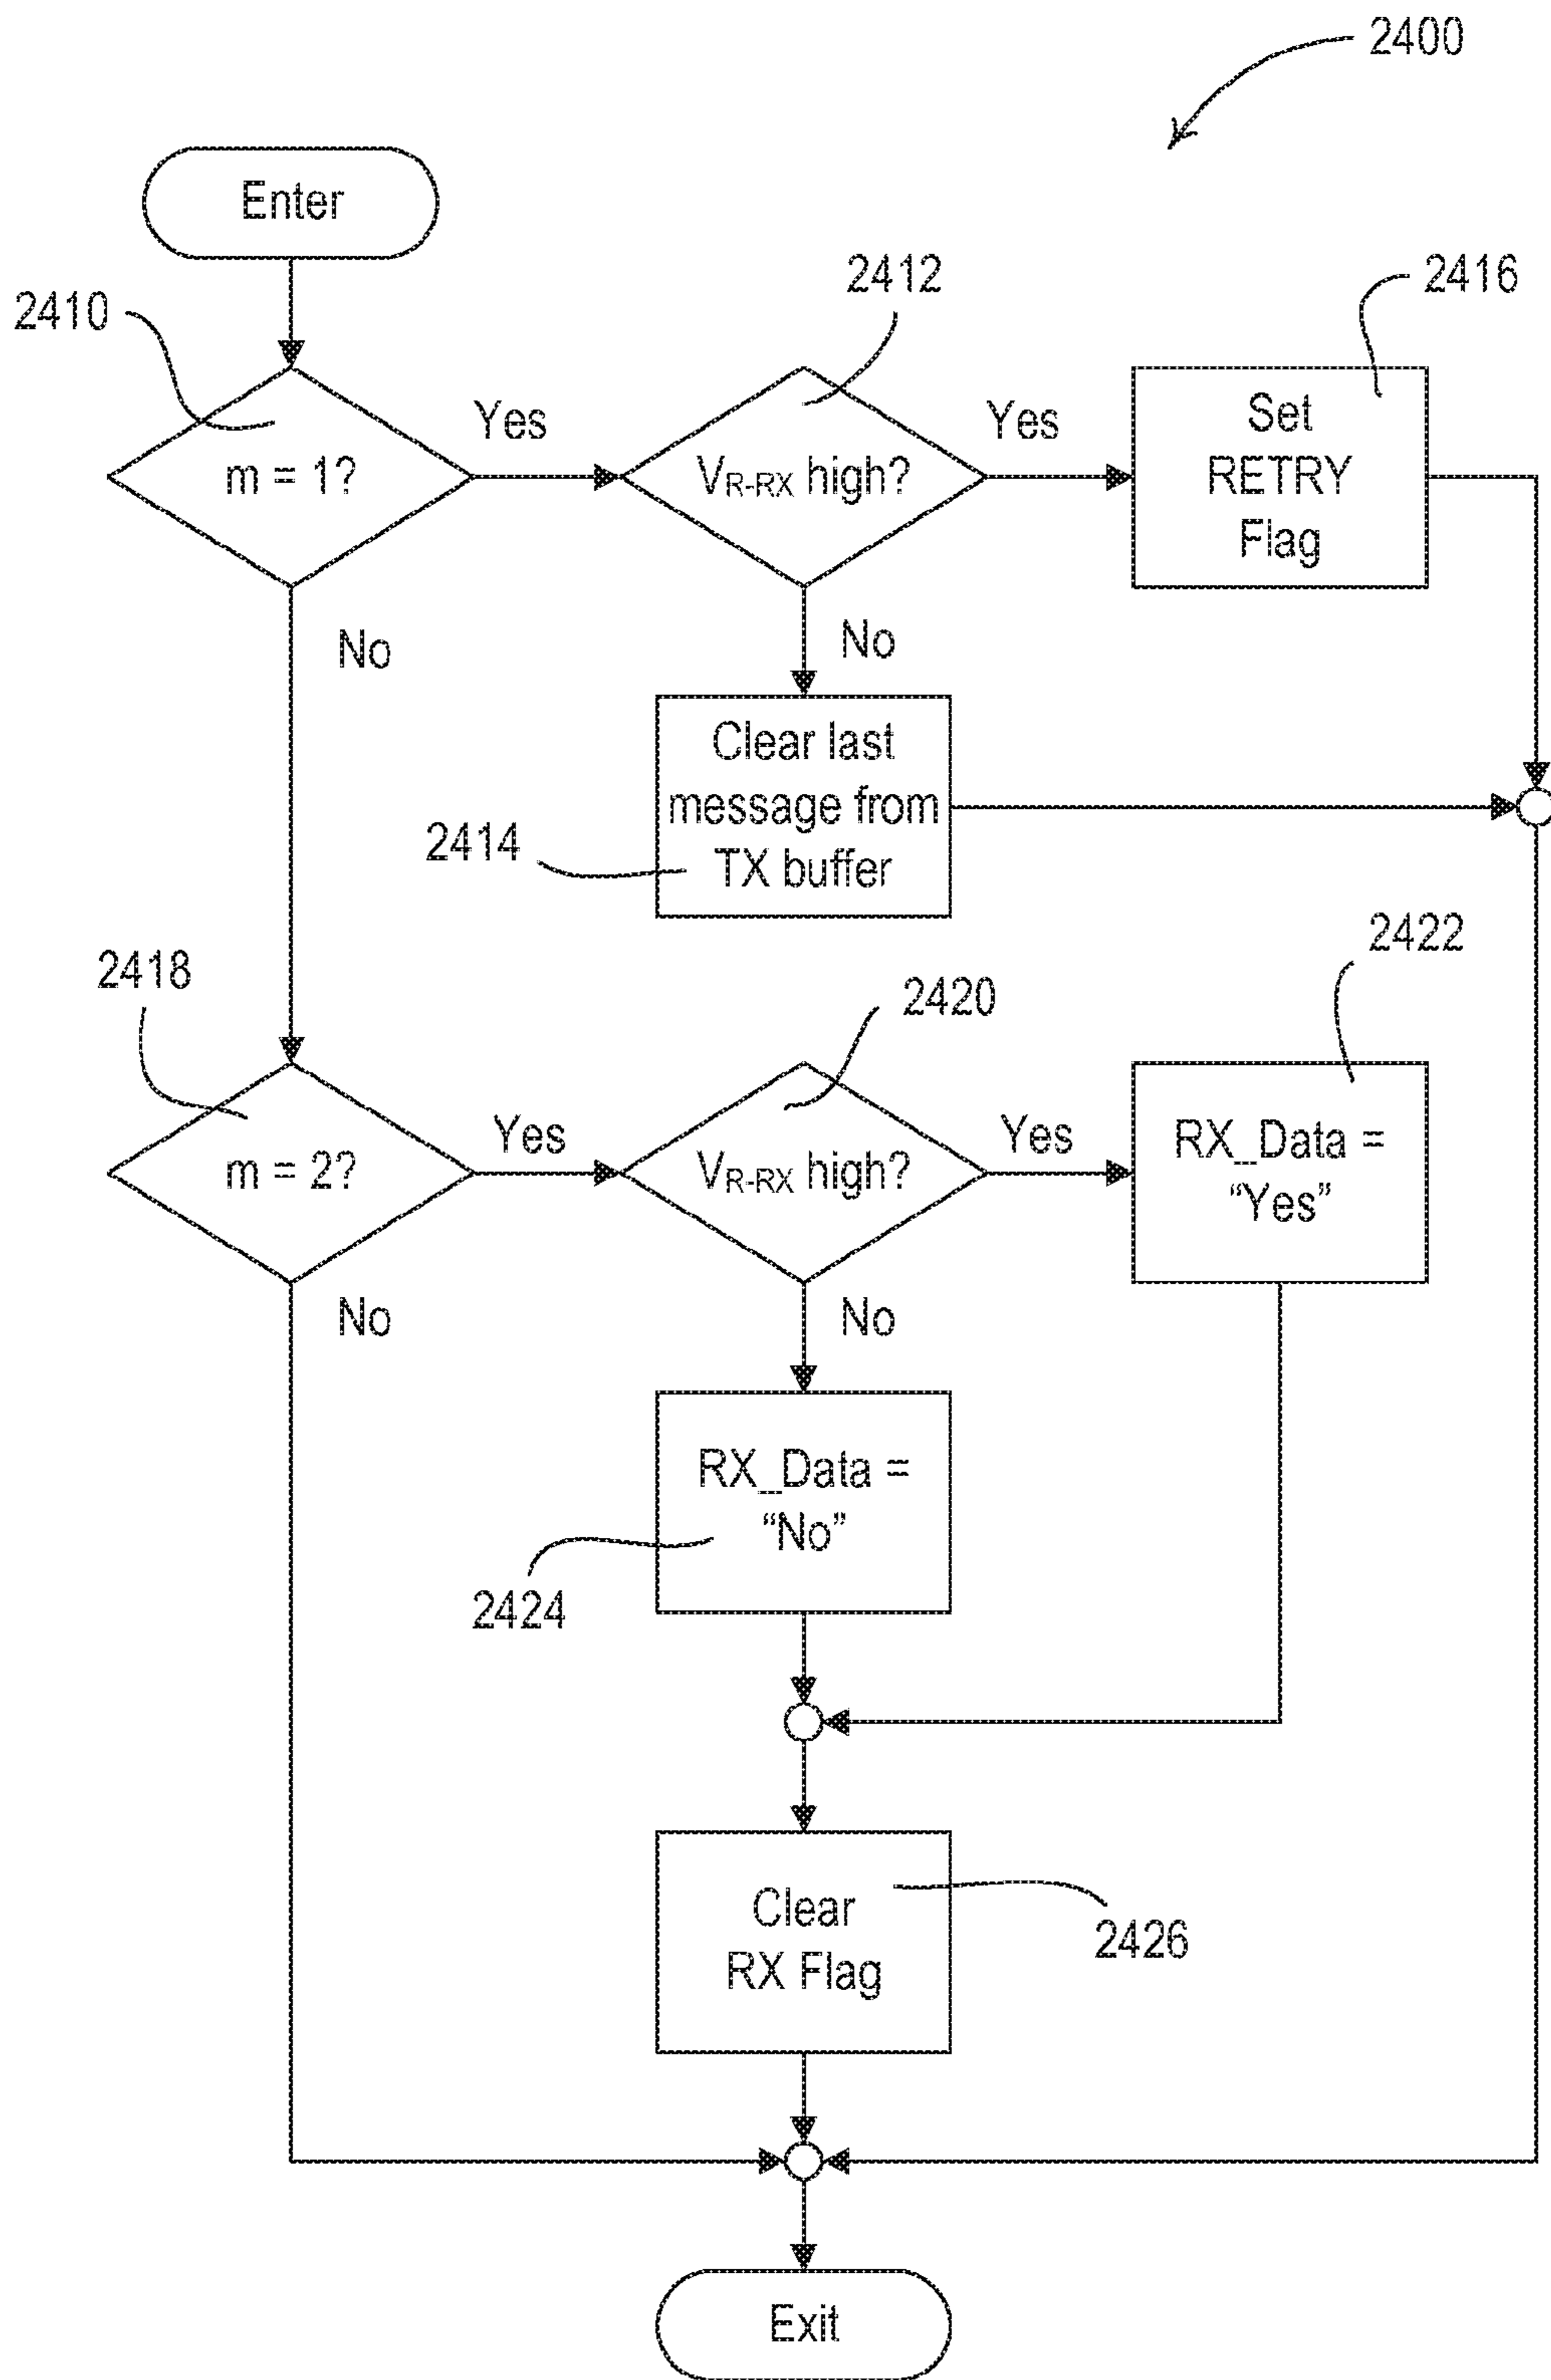 2400
Enter
2410
2412
2416
m = 1?
Yes
VR-RX high?
Yes
Set
RETRY
Flag
No
No
Clear last
message from
TX buffer
2414
2418
2420
2422
m = 2?
Yes
VR-RX high?
Yes
RX_Data =
“Yes”
No
No
RX_Data =
“No”
2424
Clear
RX Flag
2426
Exit